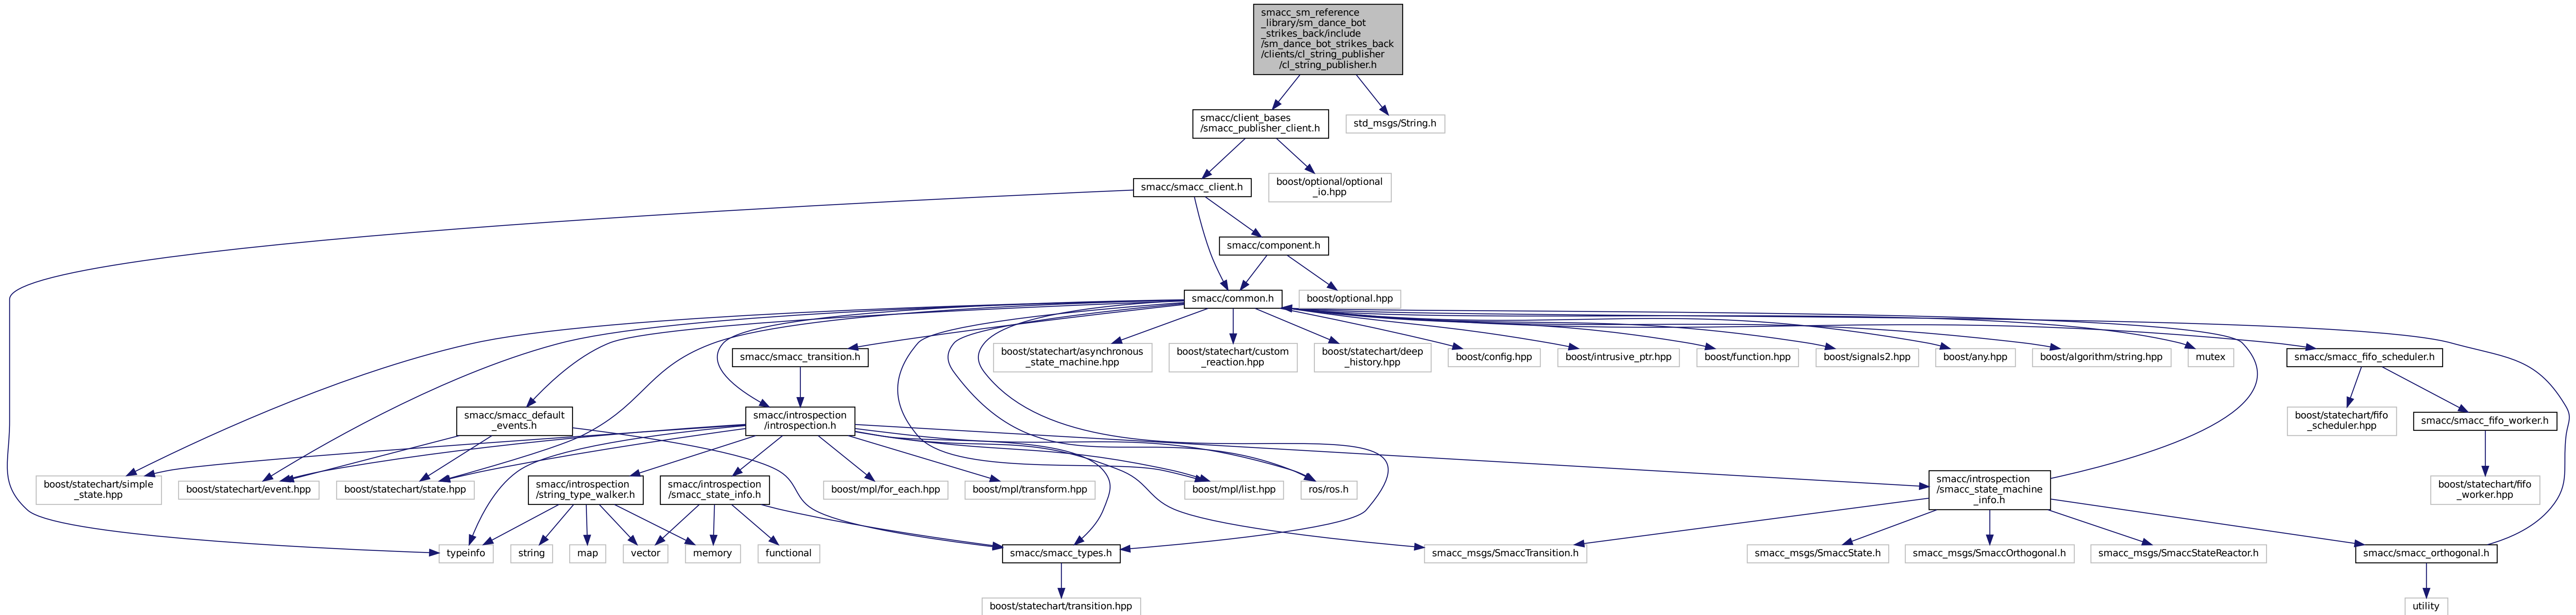 smacc_sm_reference
_library/sm_dance_bot
_strikes_back/include
/sm_dance_bot_strikes_back
/clients/cl_string_publisher
/cl_string_publisher.h
smacc/client_bases
/smacc_publisher_client.h
std_msgs/String.h
smacc/smacc_client.h
boost/optional/optional
_io.hpp
smacc/component.h
smacc/common.h
boost/optional.hpp
smacc/smacc_transition.h
boost/statechart/asynchronous
_state_machine.hpp
boost/statechart/custom
_reaction.hpp
boost/statechart/deep
_history.hpp
boost/config.hpp
boost/intrusive_ptr.hpp
boost/function.hpp
boost/signals2.hpp
boost/any.hpp
boost/algorithm/string.hpp
mutex
smacc/smacc_fifo_scheduler.h
smacc/smacc_default
_events.h
smacc/introspection
/introspection.h
boost/statechart/fifo
_scheduler.hpp
smacc/smacc_fifo_worker.h
boost/statechart/simple
_state.hpp
boost/statechart/event.hpp
boost/statechart/state.hpp
smacc/introspection
/string_type_walker.h
smacc/introspection
/smacc_state_info.h
boost/mpl/for_each.hpp
boost/mpl/transform.hpp
boost/mpl/list.hpp
ros/ros.h
smacc/introspection
/smacc_state_machine
_info.h
boost/statechart/fifo
_worker.hpp
typeinfo
string
map
vector
memory
functional
smacc/smacc_types.h
smacc_msgs/SmaccTransition.h
smacc_msgs/SmaccState.h
smacc_msgs/SmaccOrthogonal.h
smacc_msgs/SmaccStateReactor.h
smacc/smacc_orthogonal.h
boost/statechart/transition.hpp
utility